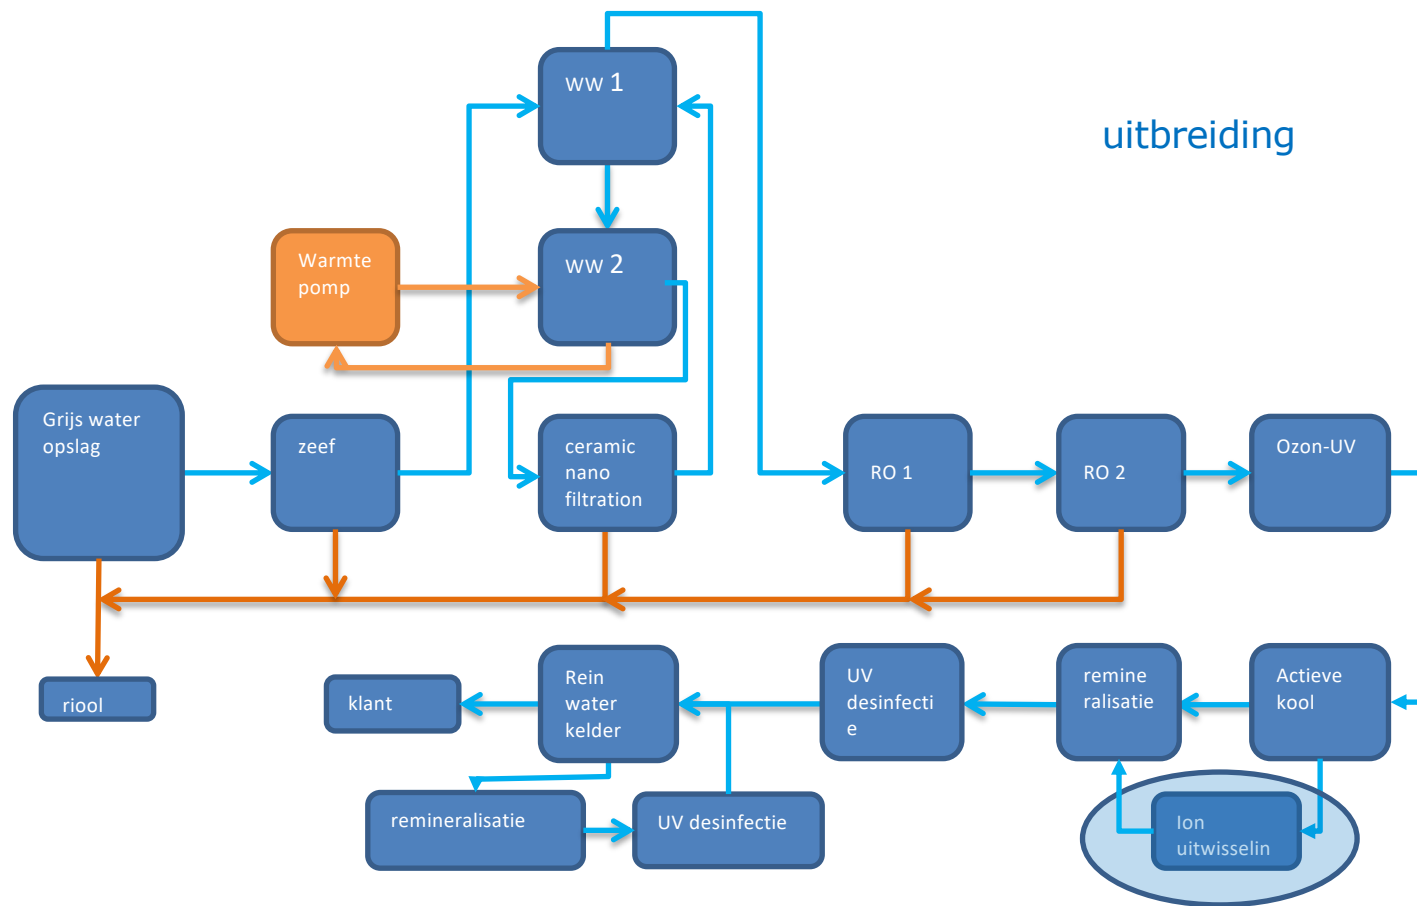 ww 1
uitbreiding
Warmte
pomp
ww 2
Grijs water
opslag
zeef
ceramic
nano
filtration
RO 1
RO 2
Ozon-UV
riool
klant
Rein
water
kelder
UV
desinfecti
e
remine
ralisatie
Actieve
kool
remineralisatie
UV desinfectie
Ion
uitwisselin